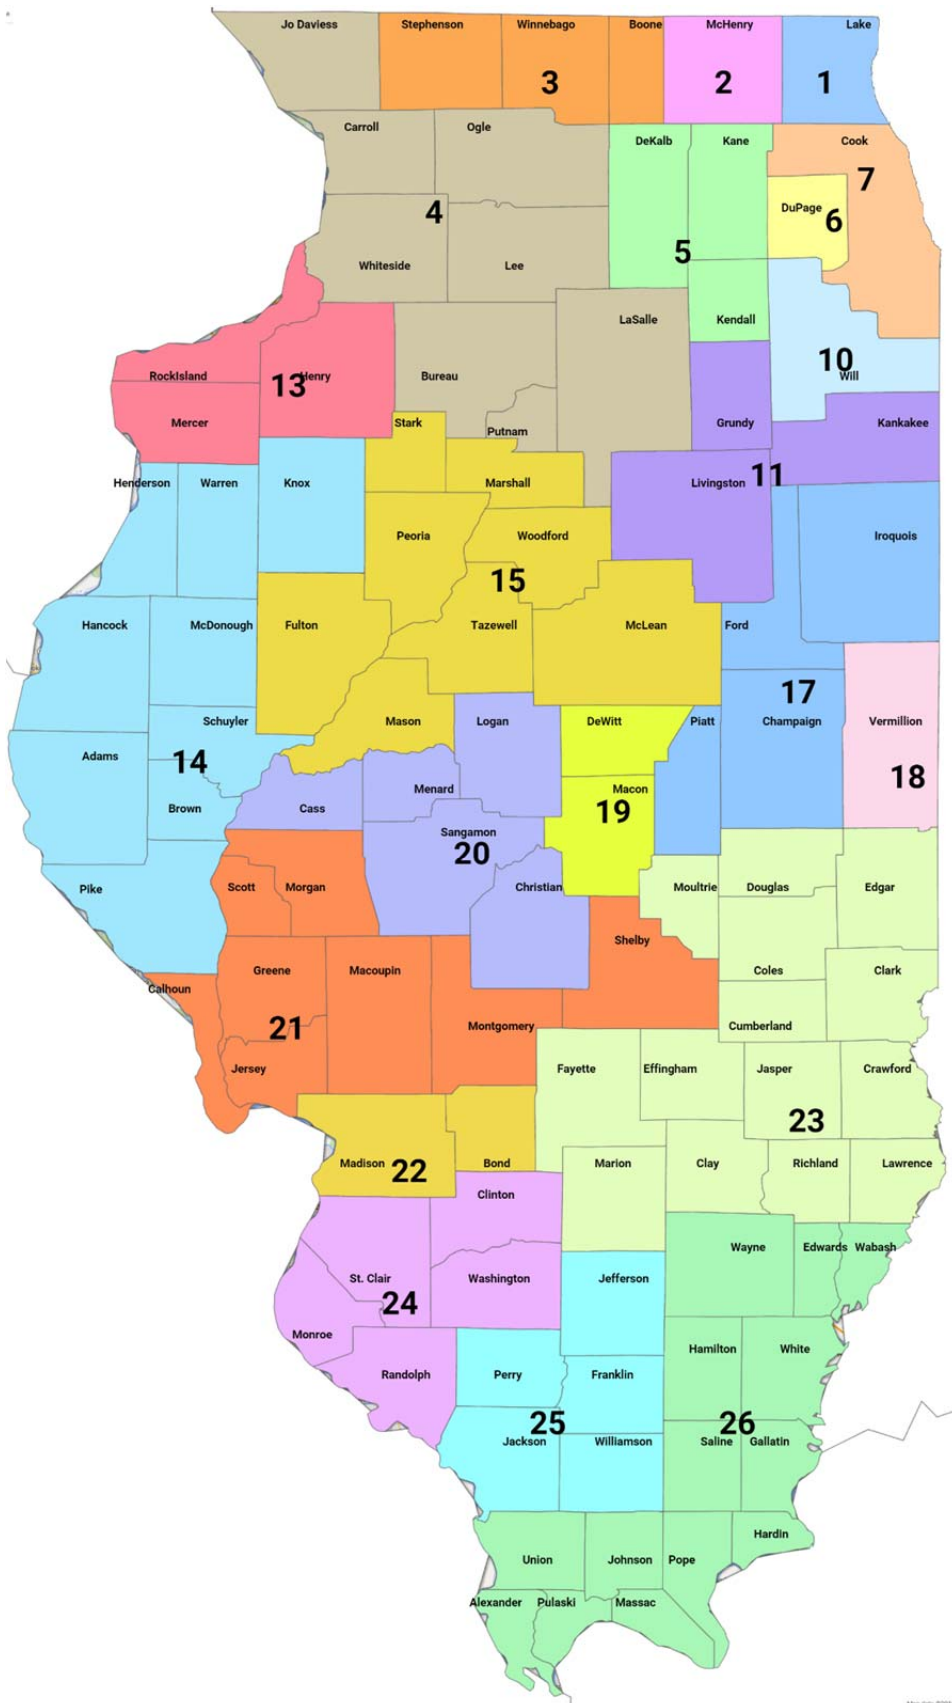 Jo Daviess
Stephenson
Winnebago
Boone
McHenry
Lake
3
2
1
Carroll
Ogle
DeKalb
Kane
Cook
7
4
DuPage
6
5
Whiteside
Lee
LaSalle
Kendall
10
Will
RockIsland
13
Henry
Bureau
Mercer
Stark
Putnam
Grundy
Kankakee
Henderson
Warren
Knox
Marshall
Livingston
11
Peoria
Woodford
Iroquois
15
Hancock
McDonough
Fulton
Tazewell
McLean
Ford
17
Schuyler
Mason
Logan
DeWitt
Piatt
Champaign
Vermillion
Adams
14
18
Menard
Macon
Brown
Cass
19
Sangamon
20
Pike
Scott
Morgan
Christian
Moultrie
Douglas
Edgar
Shelby
Greene
Macoupin
Coles
Clark
Calhoun
21
Montgomery
Cumberland
Jersey
Fayette
Effingham
Jasper
Crawford
23
Madison
22
Bond
Marion
Clay
Richland
Lawrence
Clinton
Wayne
Edwards
Wabash
St. Clair
Washington
Jefferson
24
Monroe
Hamilton
White
Randolph
Perry
Franklin
25
26
Jackson
Williamson
Saline
Gallatin
Hardin
Union
Johnson
Pope
Alexander
Pulaski
Massac